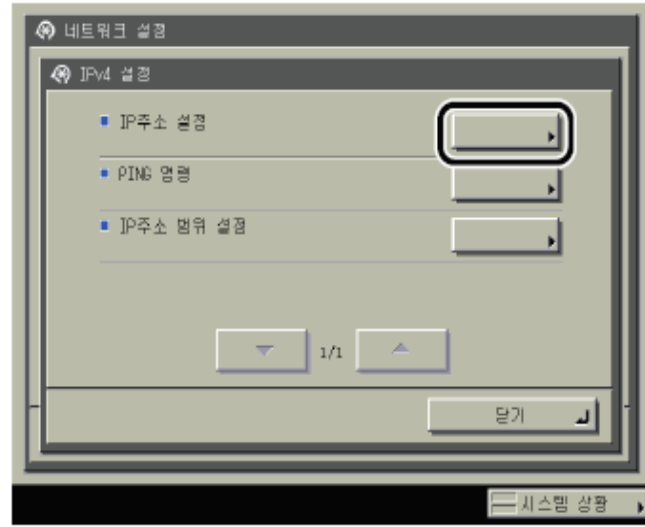 네트워크 설정
IPv4 설정
IP주소 설정
PING 명령
IP주소 범위 설정
1/1
닫기
시스템 상황